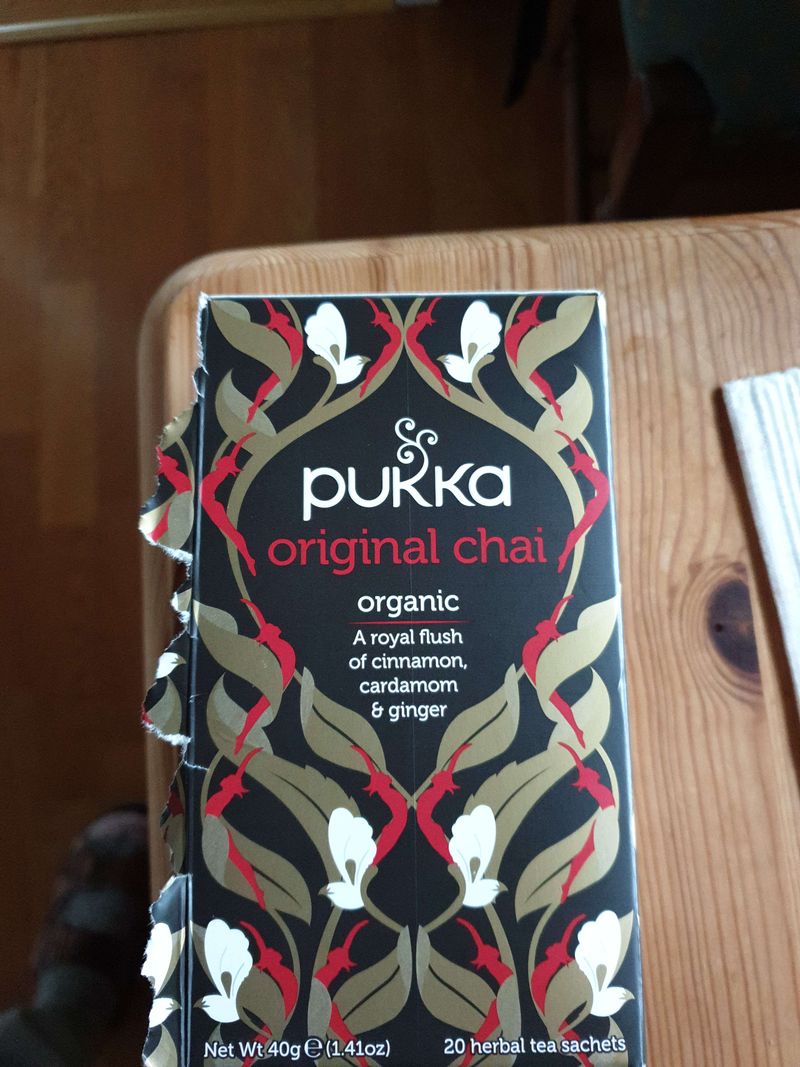 pukka
original chai
organic
A royal flush
of cinnamon,
cardamom
& ginger
Net Wt 40g ℮ (1.41oz) 20 herbal tea sachets